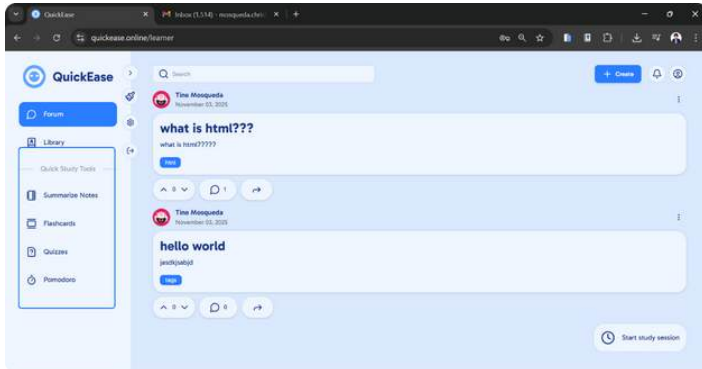 QuickEase
Inbox (1,514) - mosqueda.chri
quickease.online/learner
QuickEase
Search
+ Create
Forum
Library
Quick Study Tools
Summarize Notes
Flashcards
Quizzes
Pomodoro
Tine Mosqueda
November 03, 2025
what is html???
what is html?????
html
0
1
Tine Mosqueda
November 03, 2025
hello world
jasdkjsabjd
tags
0
0
Start study session